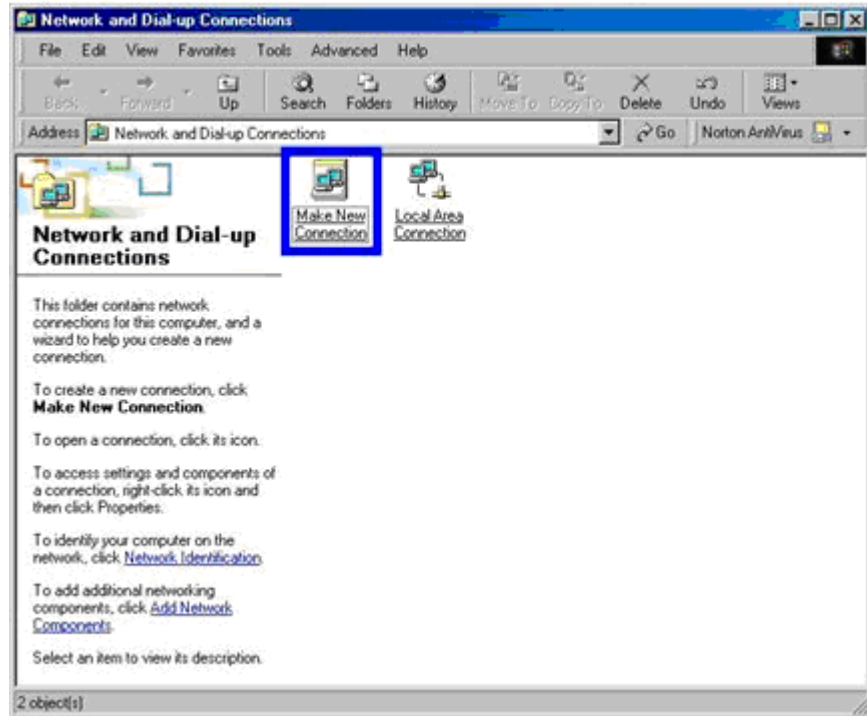 Network and Dial-up Connections
File Edit View Favorites Tools Advanced Help
Back Forward Up Search Folders History Move To Copy To Delete Undo Views
Address Network and Dial-up Connections Go Norton AntiVirus
Make New
Connection
Local Area
Connection
Network and Dial-up
Connections
This folder contains network
connections for this computer, and a
wizard to help you create a new
connection.
To create a new connection, click
Make New Connection.
To open a connection, click its icon.
To access settings and components of
a connection, right-click its icon and
then click Properties.
To identify your computer on the
network, click Network Identification.
To add additional networking
components, click Add Network
Components.
Select an item to view its description.
2 object(s)